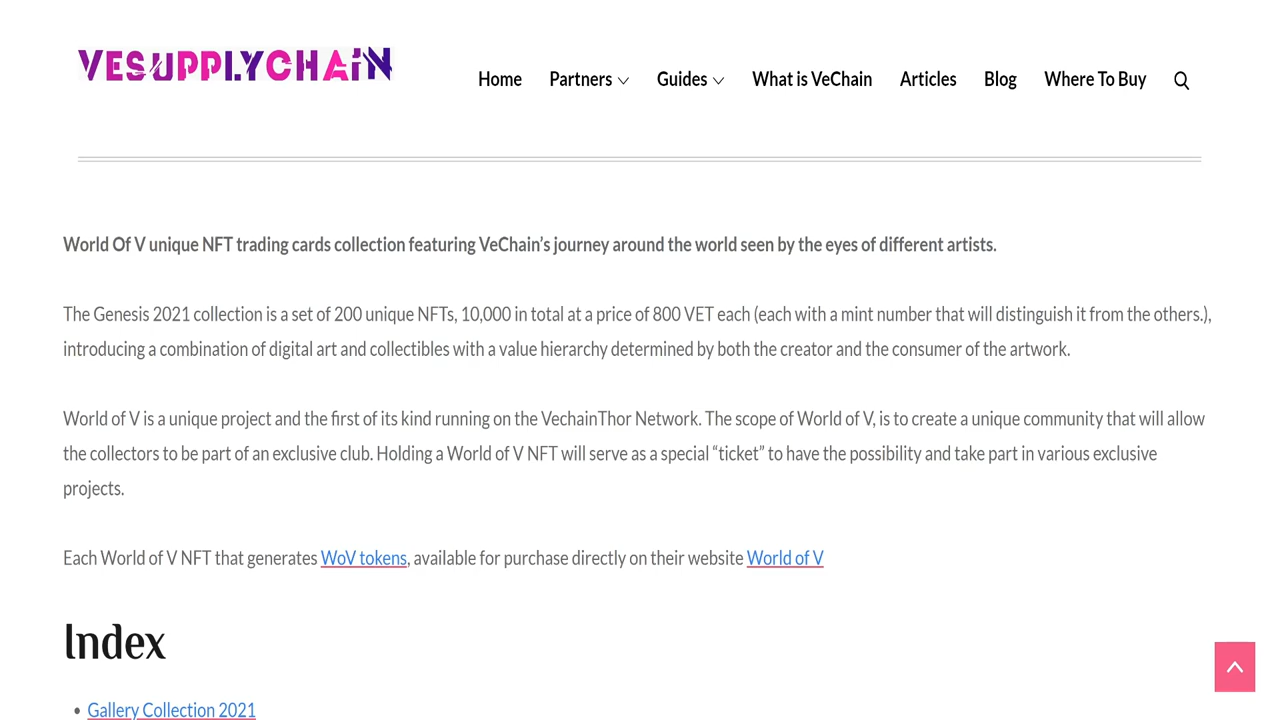 VESUPPLYCHAIN
Home Partners Guides What is VeChain Articles Blog Where To Buy
World Of V unique NFT trading cards collection featuring VeChain’s journey around the world seen by the eyes of different artists.
The Genesis 2021 collection is a set of 200 unique NFTs, 10,000 in total at a price of 800 VET each (each with a mint number that will distinguish it from the others.),
introducing a combination of digital art and collectibles with a value hierarchy determined by both the creator and the consumer of the artwork.
World of V is a unique project and the first of its kind running on the VechainThor Network. The scope of World of V, is to create a unique community that will allow
the collectors to be part of an exclusive club. Holding a World of V NFT will serve as a special “ticket” to have the possibility and take part in various exclusive
projects.
Each World of V NFT that generates WoV tokens, available for purchase directly on their website World of V
Index
• Gallery Collection 2021